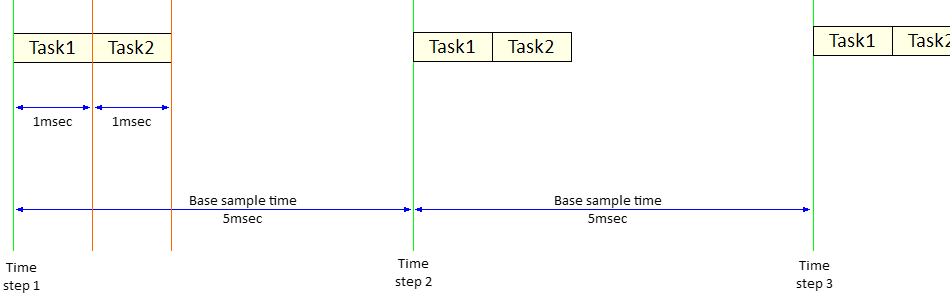 Task1 Task2 Task1 Task2 Task1 Task2
1msec 1msec
Base sample time Base sample time
5msec 5msec
Time Time Time
step 1 step 2 step 3